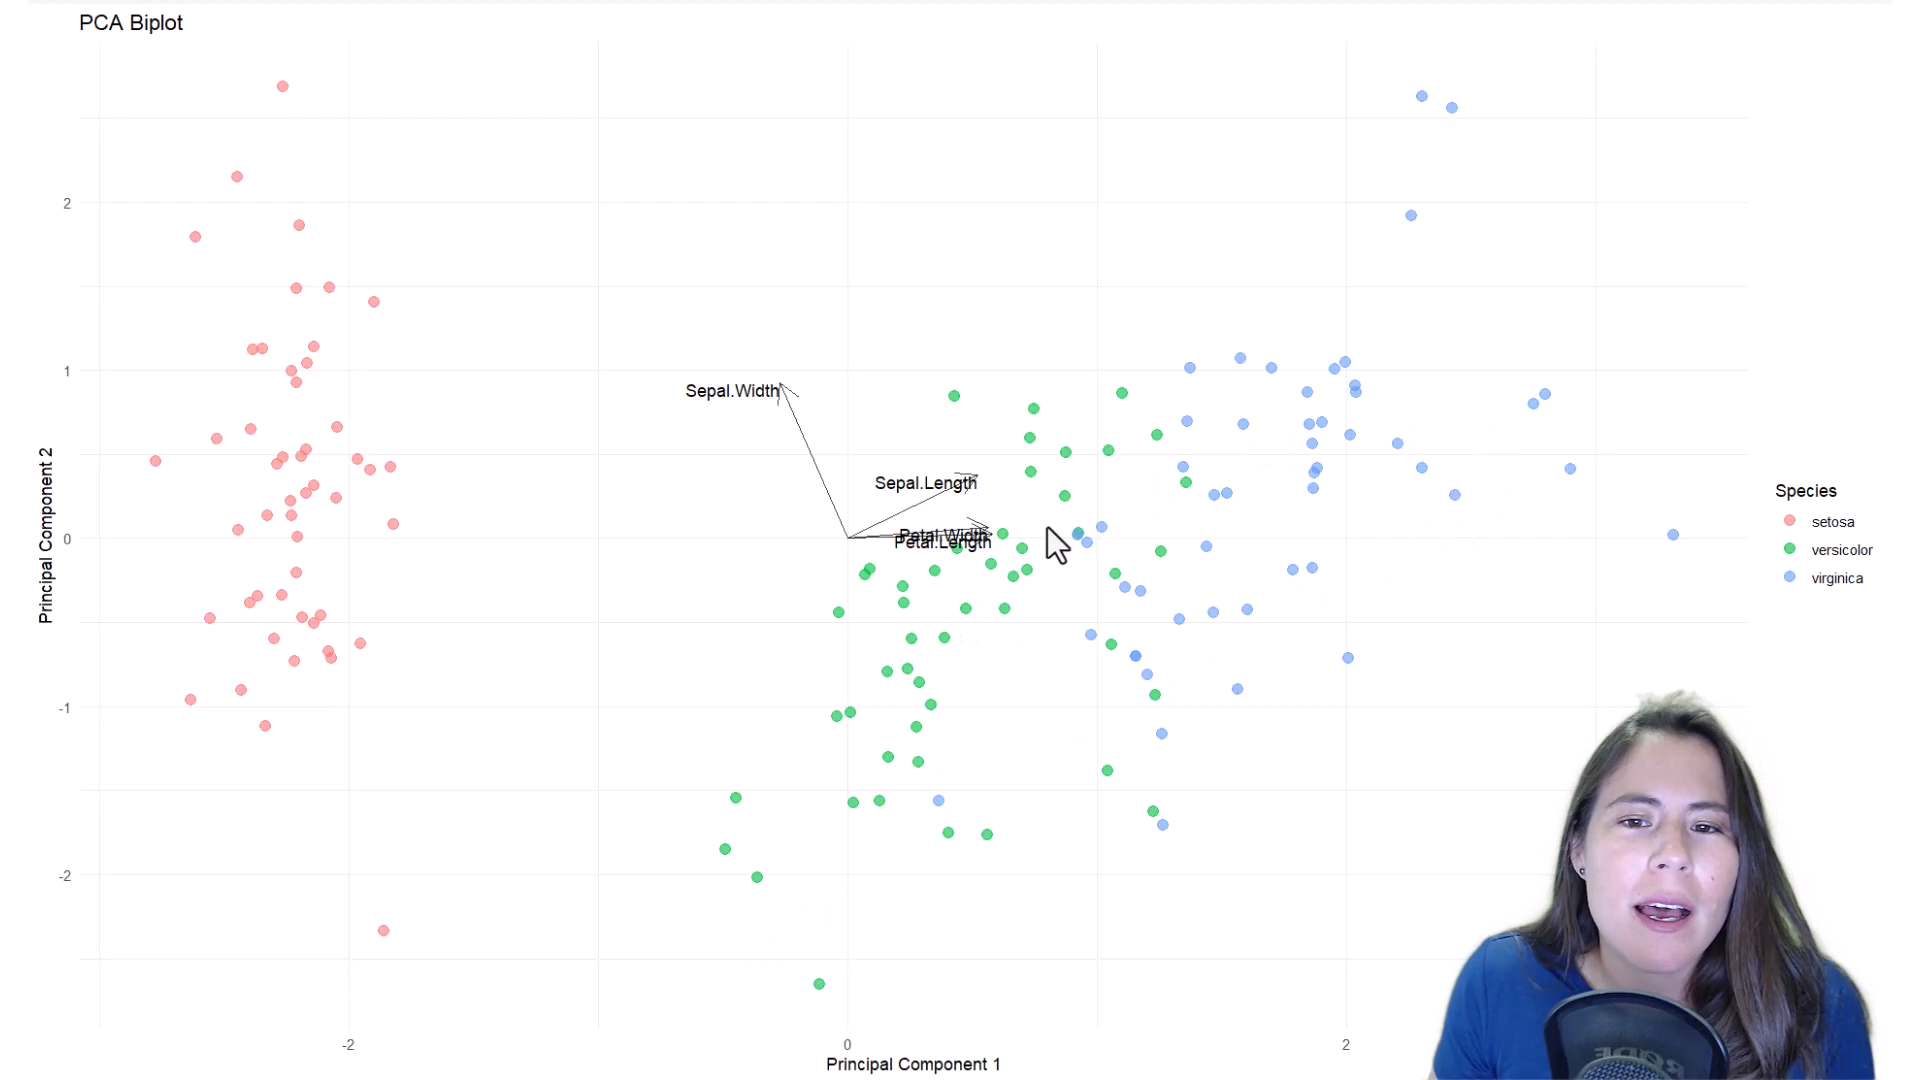 PCA Biplot
2
1
0
-1
-2
Principal Component 2
Sepal.Width
Sepal.Length
Petal.Width
Petal.Length
Species
setosa
versicolor
virginica
-2
0
2
Principal Component 1
RODE